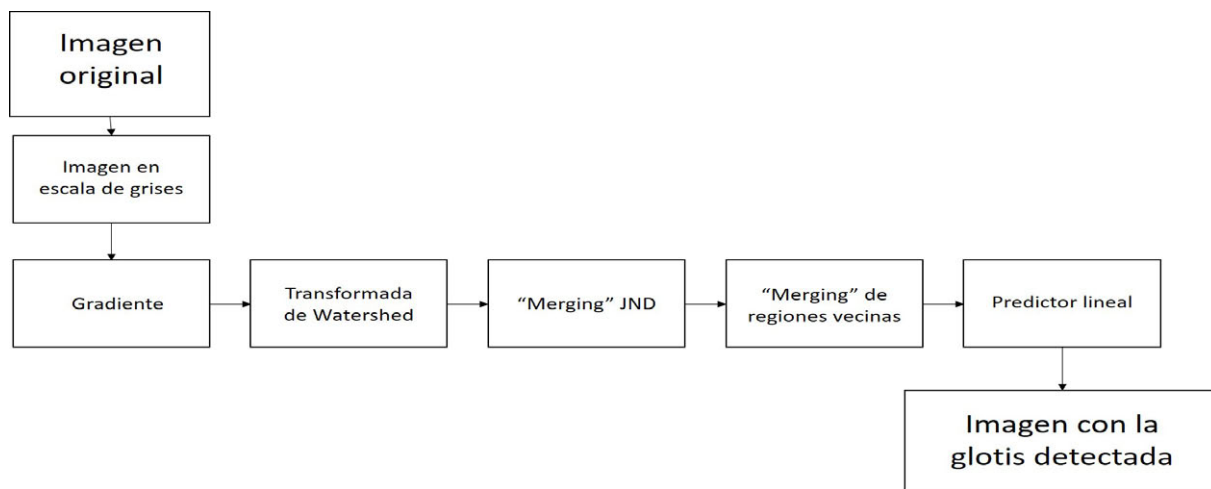 Imagen
original
Imagen en
escala de grises
Gradiente
Transformada
de Watershed
“Merging” JND
“Merging” de
regiones vecinas
Predictor lineal
Imagen con la
glotis detectada